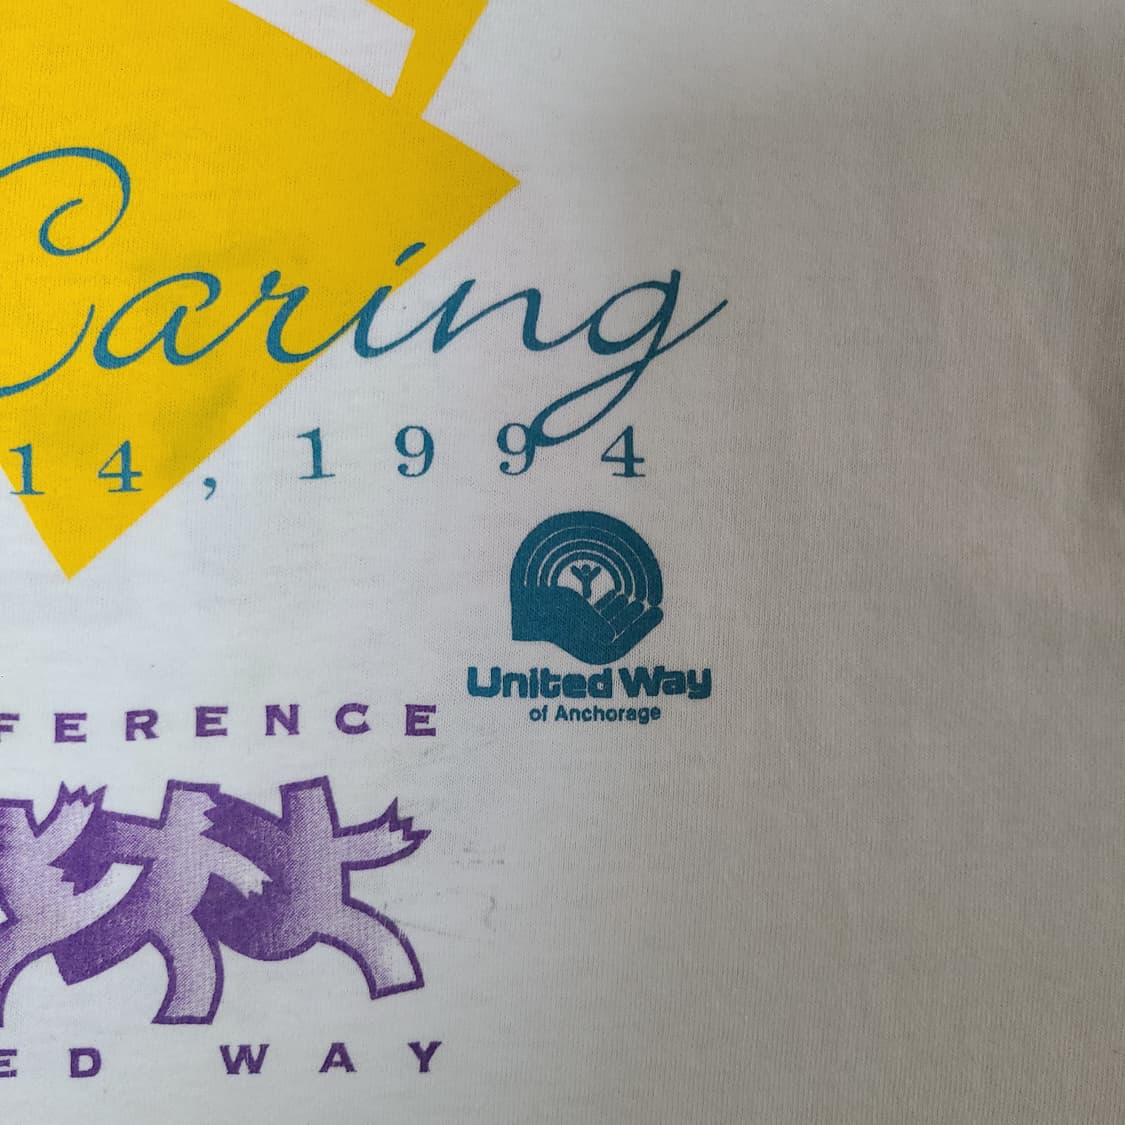 Caring
14, 1994
United Way
of Anchorage
FERENCE
ED WAY